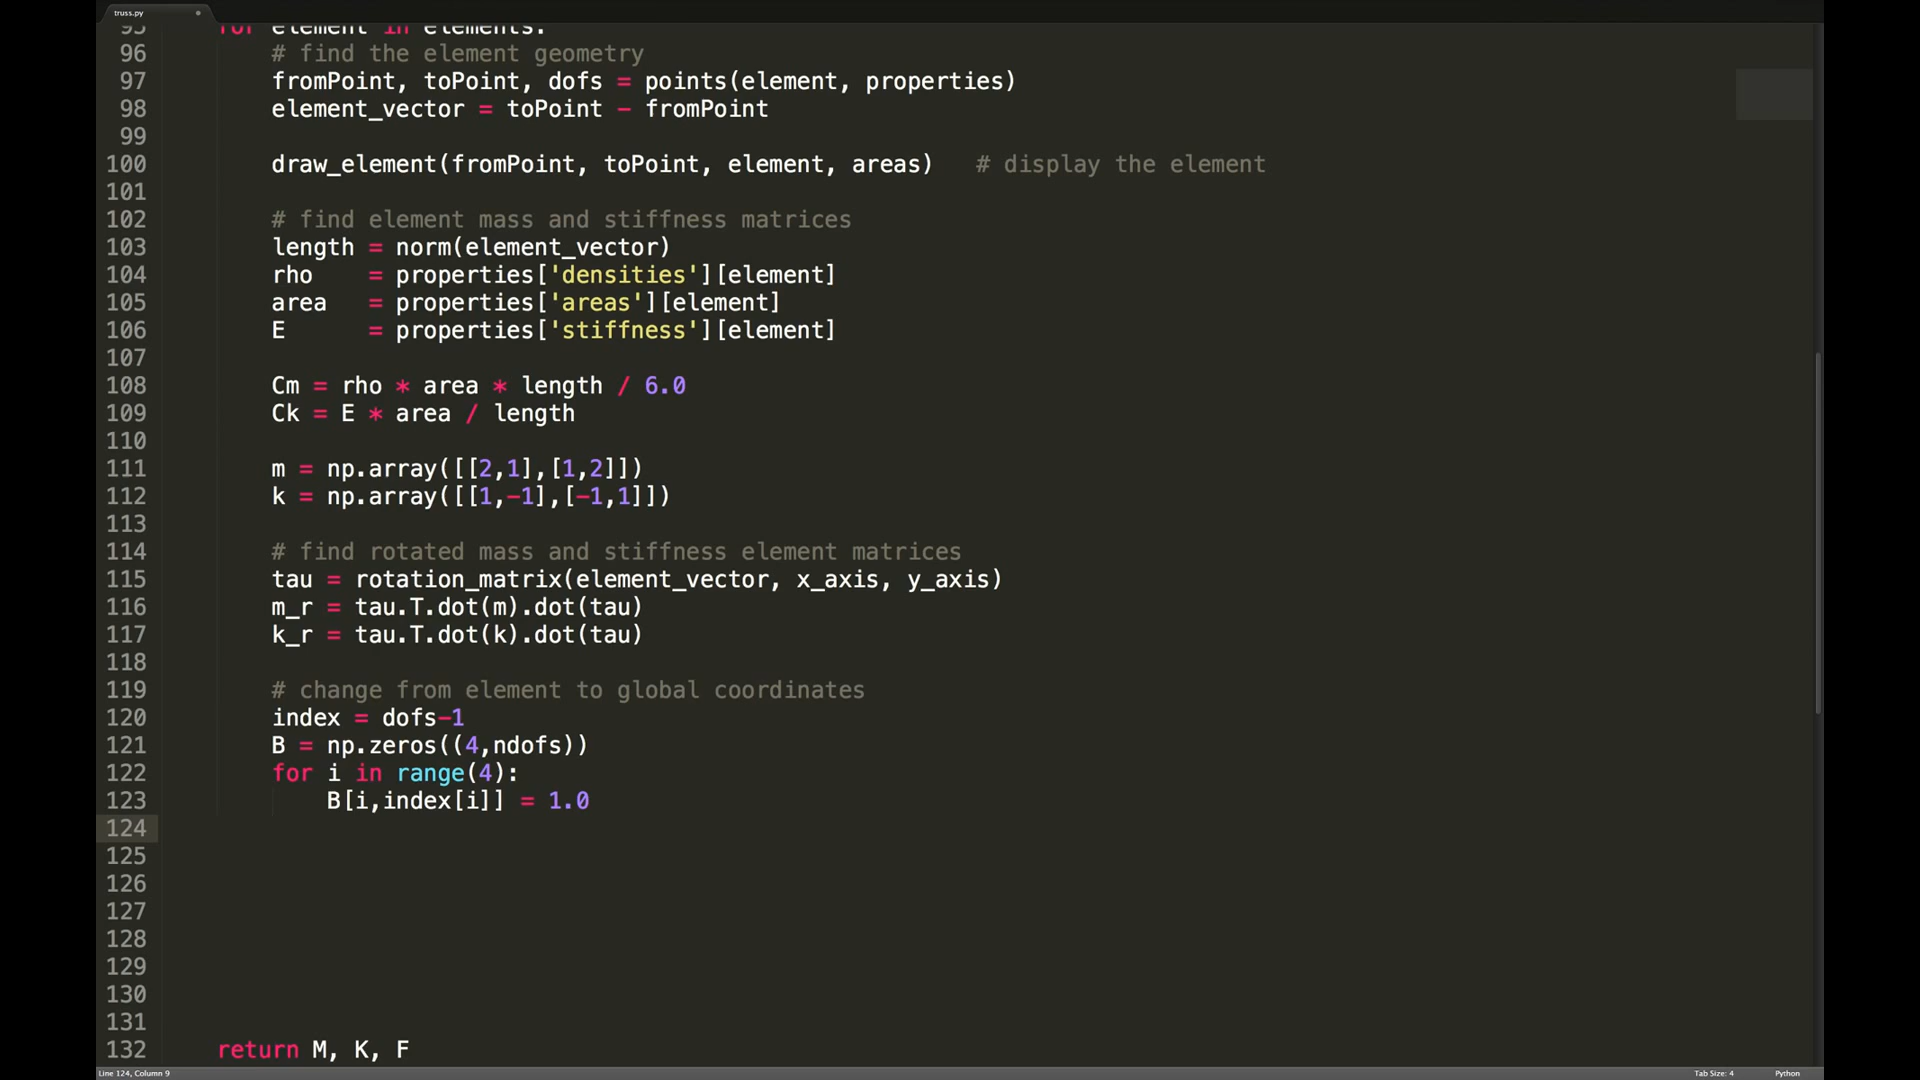 truss.py
95 for element in elements:
96 # find the element geometry
97 fromPoint, toPoint, dofs = points(element, properties)
98 element_vector = toPoint - fromPoint
99
100 draw_element(fromPoint, toPoint, element, areas) # display the element
101
102 # find element mass and stiffness matrices
103 length = norm(element_vector)
104 rho = properties['densities'][element]
105 area = properties['areas'][element]
106 E = properties['stiffness'][element]
107
108 Cm = rho * area * length / 6.0
109 Ck = E * area / length
110
111 m = np.array([[2,1],[1,2]])
112 k = np.array([[1,-1],[-1,1]])
113
114 # find rotated mass and stiffness element matrices
115 tau = rotation_matrix(element_vector, x_axis, y_axis)
116 m_r = tau.T.dot(m).dot(tau)
117 k_r = tau.T.dot(k).dot(tau)
118
119 # change from element to global coordinates
120 index = dofs-1
121 B = np.zeros((4,ndofs))
122 for i in range(4):
123 B[i,index[i]] = 1.0
124
125
126
127
128
129
130
131
132 return M, K, F
Line 124, Column 9 Tab Size: 4 Python